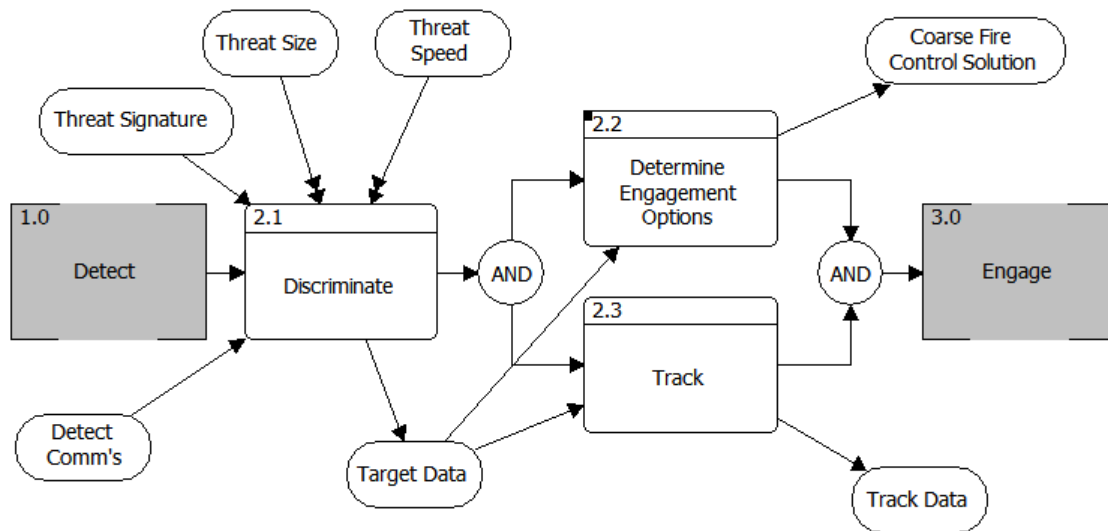 Threat Size
Threat
Speed
Coarse Fire
Control Solution
Threat Signature
2.2
Determine
Engagement
Options
1.0
Detect
2.1
Discriminate
AND
AND
3.0
Engage
2.3
Track
Detect
Comm's
Target Data
Track Data